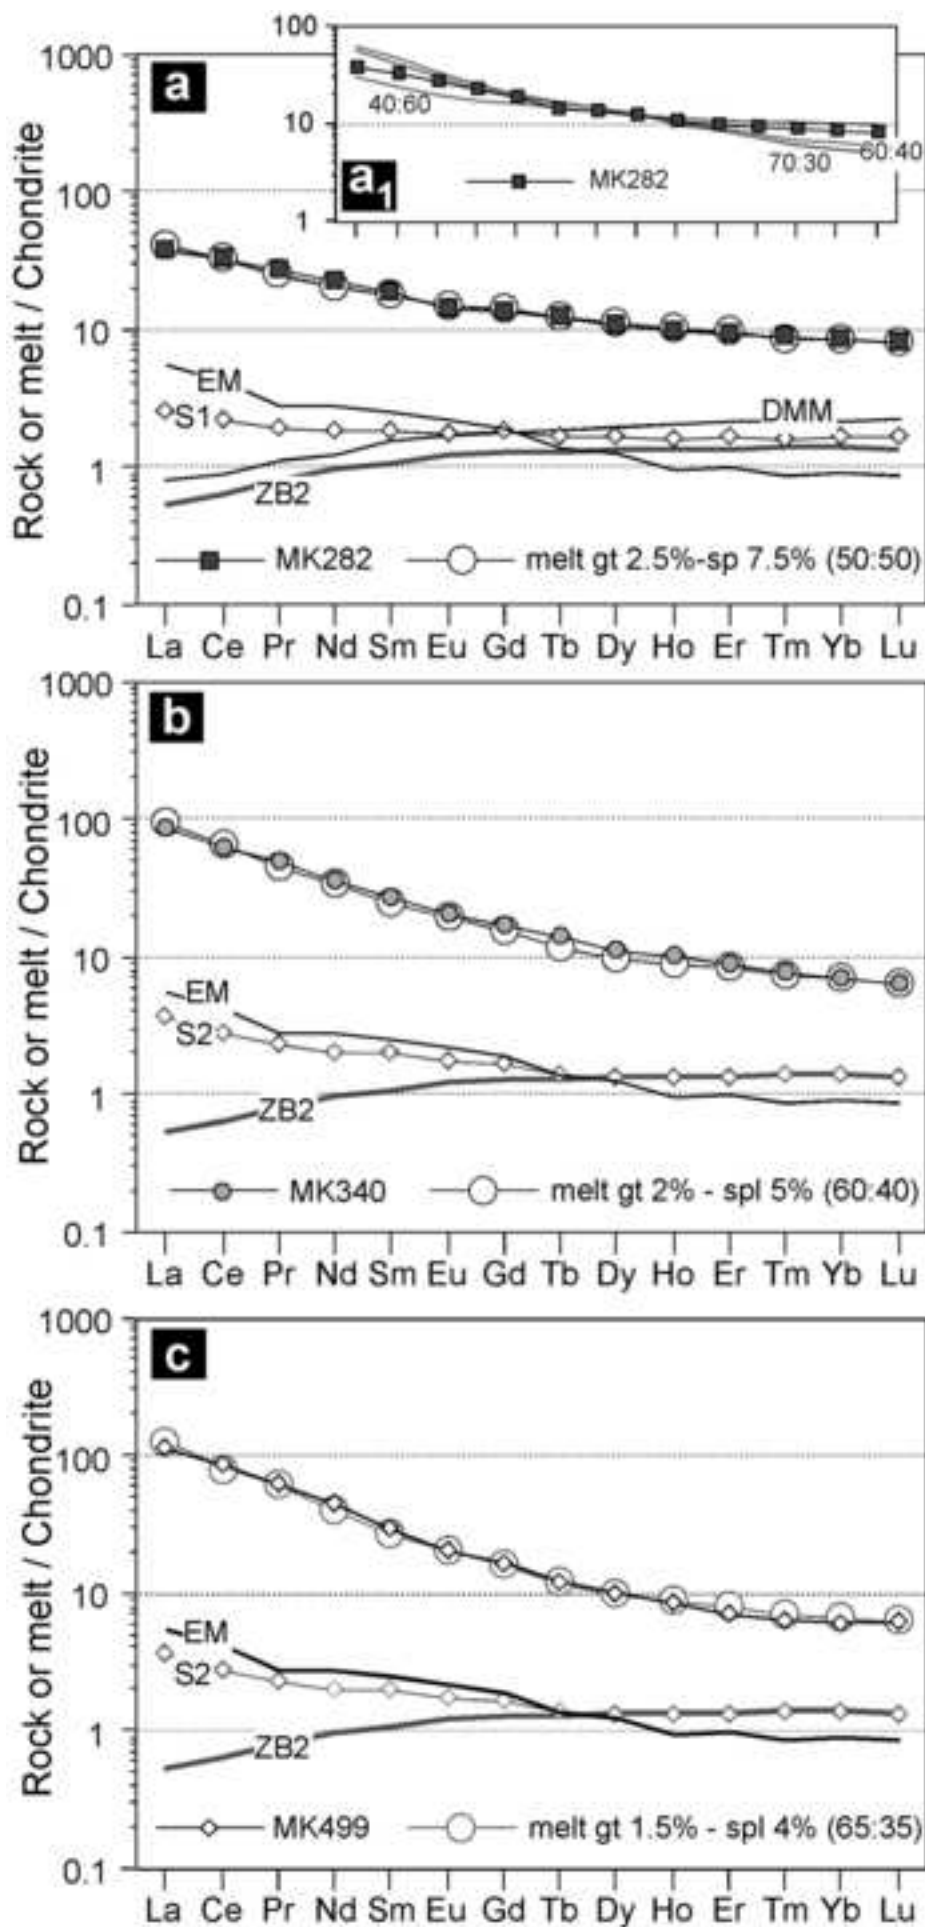 Rock or melt / Chondrite
1000
100
10
1
0.1
a
100
10
1
40:60
60:40
70:30
a1
MK282
EM
S1
DMM
ZB2
MK282
melt gt 2.5%-sp 7.5% (50:50)
La Ce Pr Nd Sm Eu Gd Tb Dy Ho Er Tm Yb Lu
Rock or melt / Chondrite
1000
100
10
1
0.1
b
EM
S2
ZB2
MK340
melt gt 2% - spl 5% (60:40)
La Ce Pr Nd Sm Eu Gd Tb Dy Ho Er Tm Yb Lu
Rock or melt / Chondrite
1000
100
10
1
0.1
c
EM
S2
ZB2
MK499
melt gt 1.5% - spl 4% (65:35)
La Ce Pr Nd Sm Eu Gd Tb Dy Ho Er Tm Yb Lu